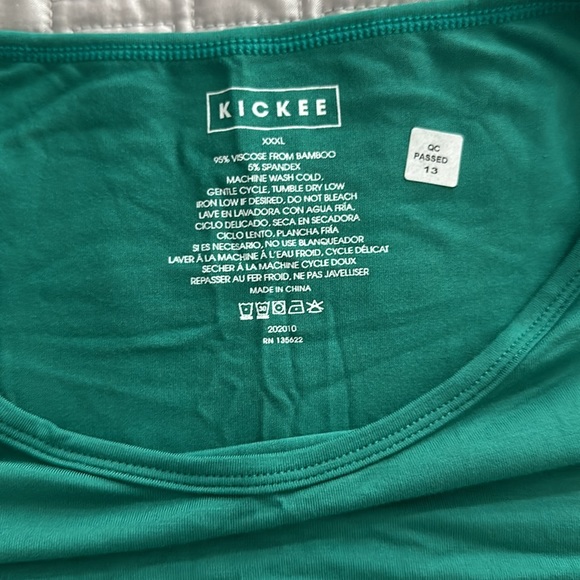 KICKEE
XXXL
95% VISCOSE FROM BAMBOO
5% SPANDEX
MACHINE WASH COLD,
GENTLE CYCLE, TUMBLE DRY LOW
IRON LOW IF DESIRED, DO NOT BLEACH
LAVE EN LAVADORA CON AGUA FRIA,
CICLO DELICADO, SECA EN SECADORA
CICLO LENTO, PLANCHA FRÍA
SI ES NECESARIO, NO USE BLANQUEADOR
LAVER À LA MACHINE À L'EAU FROID, CYCLE DÉLICAT
SECHER À LA MACHINE CYCLE DOUX
REPASSER AU FER FROID, NE PAS JAVELLISER
MADE IN CHINA
30
202010
RN 135622
QC
PASSED
13